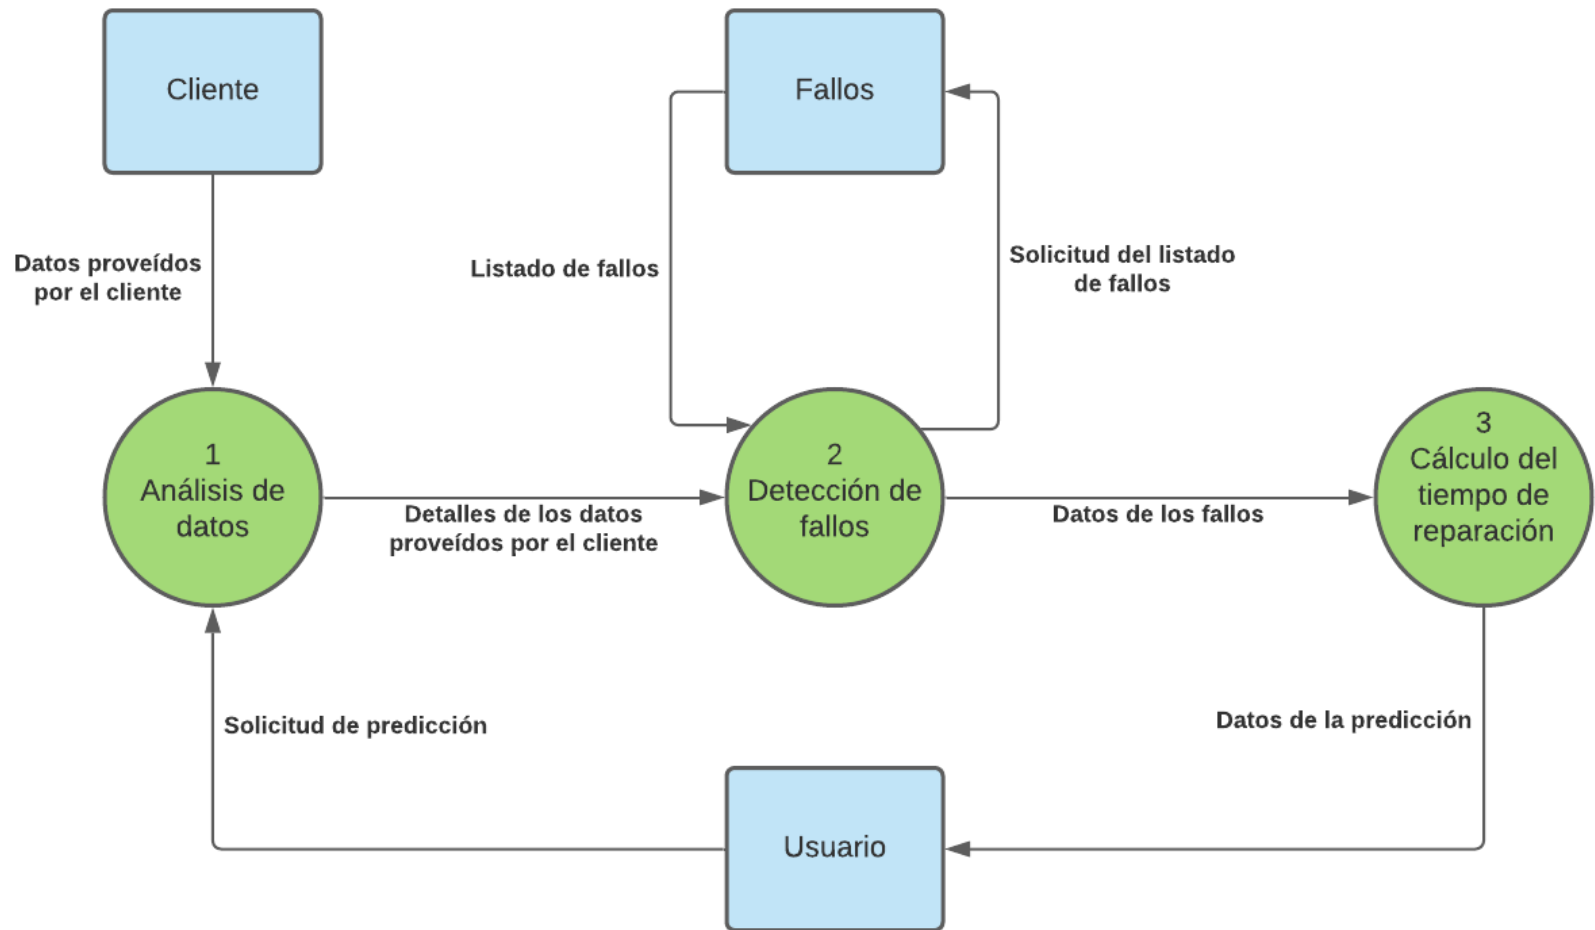 Cliente
Fallos
Datos proveídos
por el cliente
Listado de fallos
Solicitud del listado
de fallos
1
Análisis de
datos
Detalles de los datos
proveídos por el cliente
2
Detección de
fallos
Datos de los fallos
3
Cálculo del
tiempo de
reparación
Solicitud de predicción
Datos de la predicción
Usuario